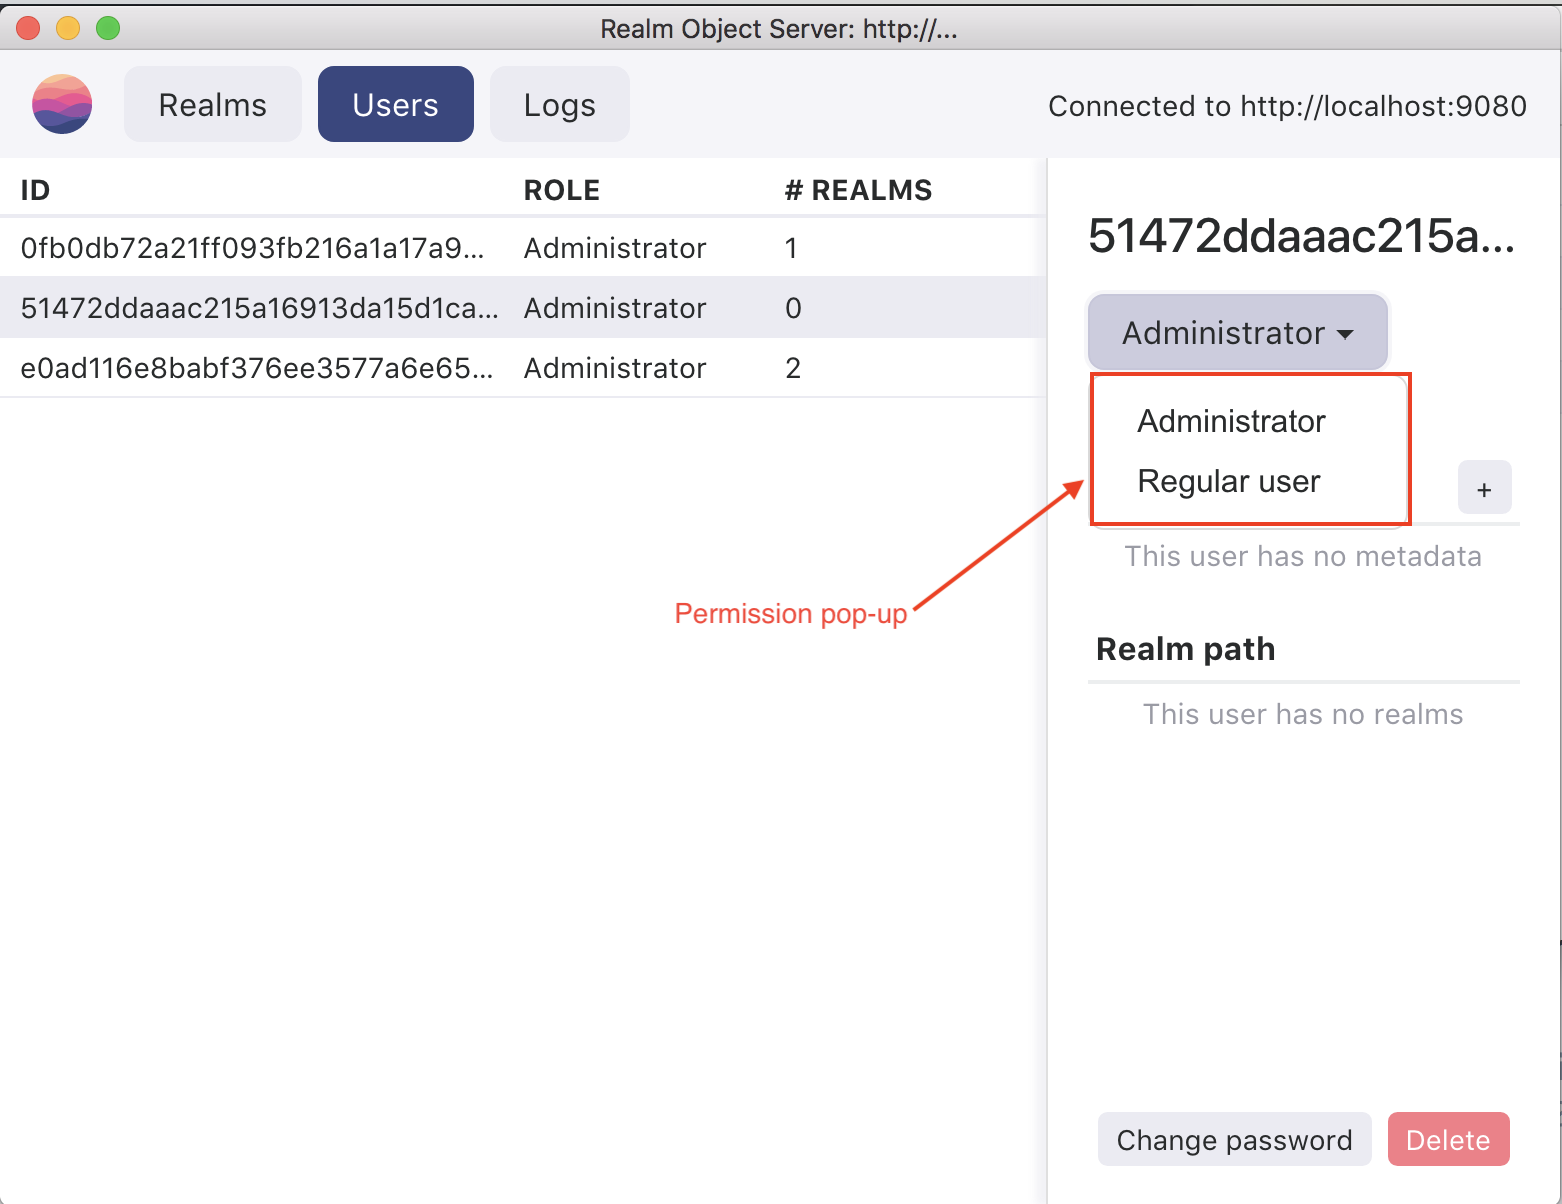 Realm Object Server: http://...
Realms
Users
Logs
Connected to http://localhost:9080
ID ROLE # REALMS
0fb0db72a21ff093fb216a1a17a9... Administrator 1
51472ddaaac215a16913da15d1ca... Administrator 0
e0ad116e8babf376ee3577a6e65... Administrator 2
51472ddaaac215a...
Administrator
Administrator
Regular user
+
This user has no metadata
Permission pop-up
Realm path
This user has no realms
Change password
Delete